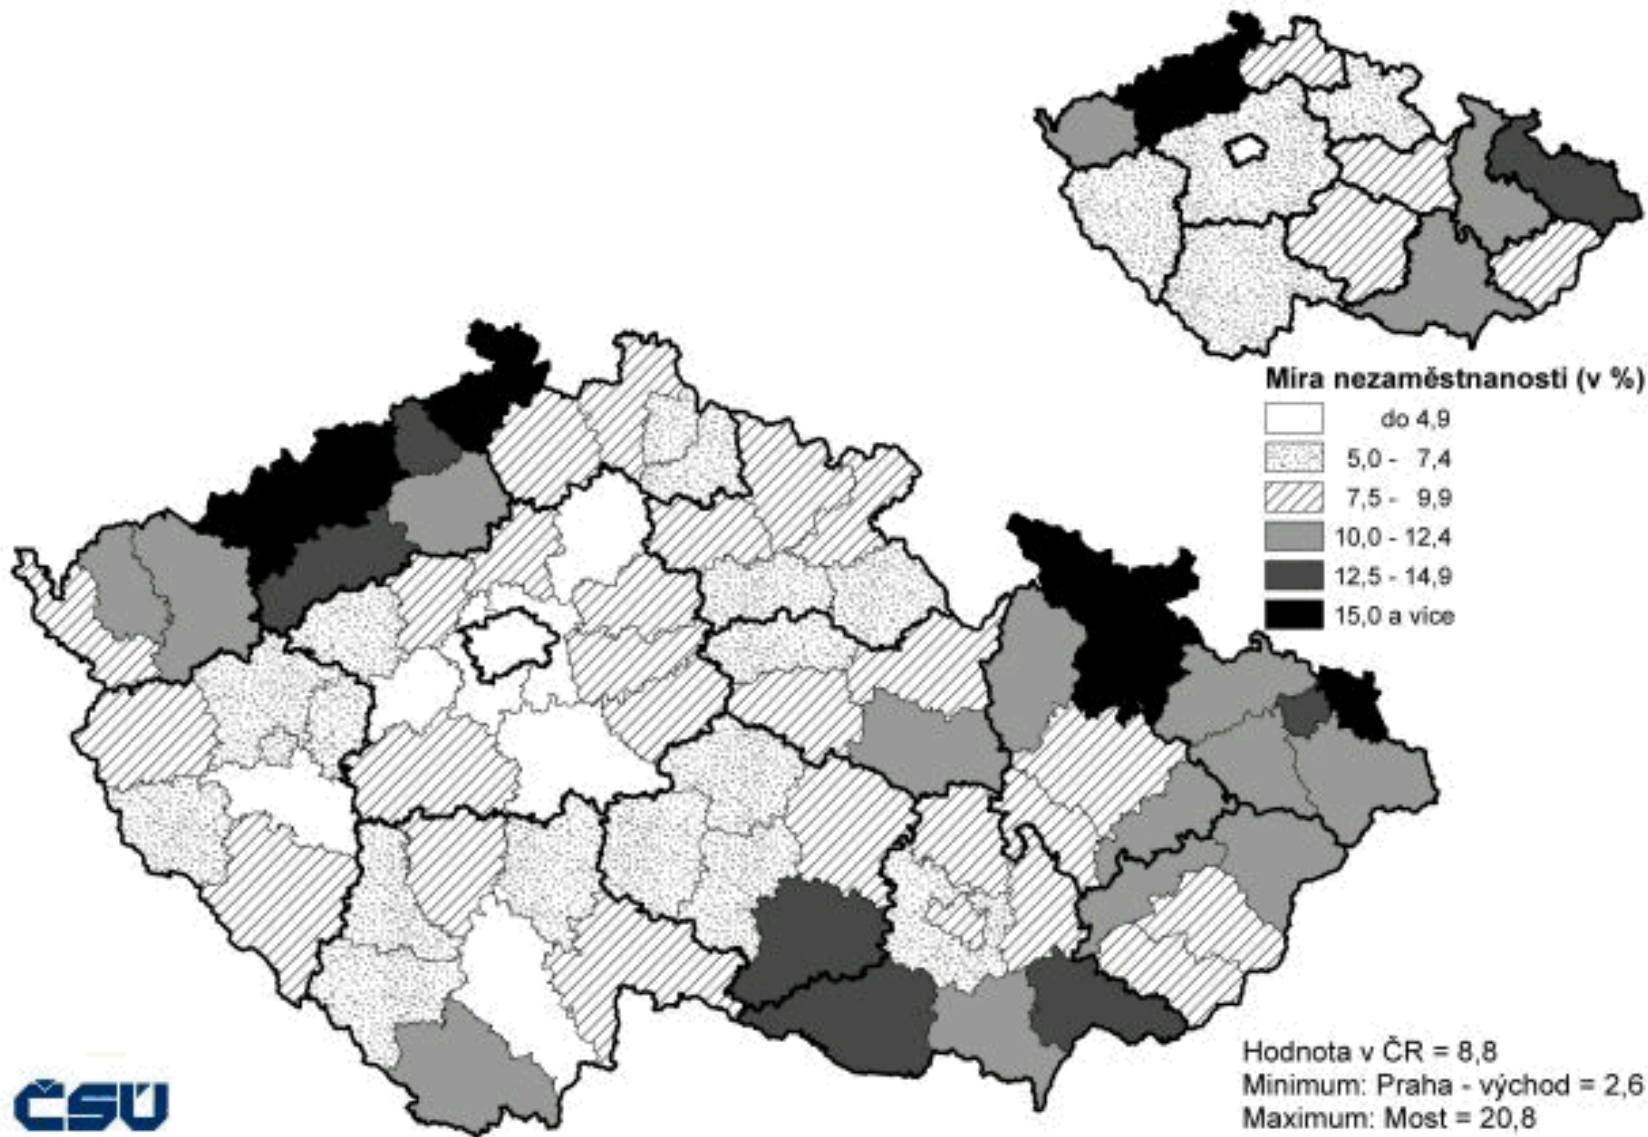 Míra nezaměstnanosti (v %)
do 4,9
5,0 - 7,4
7,5 - 9,9
10,0 - 12,4
12,5 - 14,9
15,0 a více
Hodnota v ČR = 8,8
Minimum: Praha - východ = 2,6
Maximum: Most = 20,8
ČSÚ